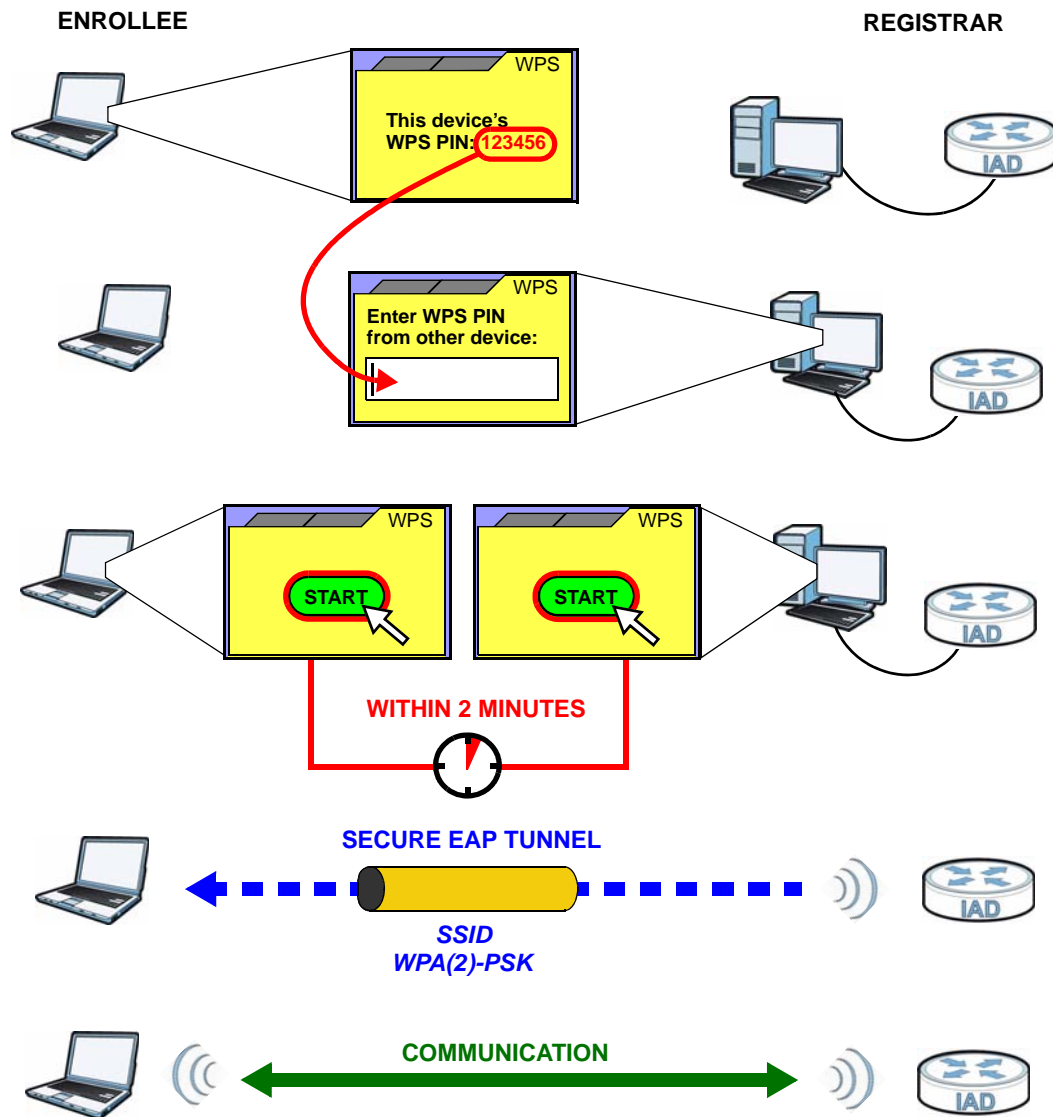 ENROLLEE
REGISTRAR
WPS
This device's
WPS PIN: 123456
IAD
WPS
Enter WPS PIN
from other device:
IAD
WPS
WPS
START
START
IAD
WITHIN 2 MINUTES
SECURE EAP TUNNEL
IAD
SSID
WPA(2)-PSK
COMMUNICATION
IAD